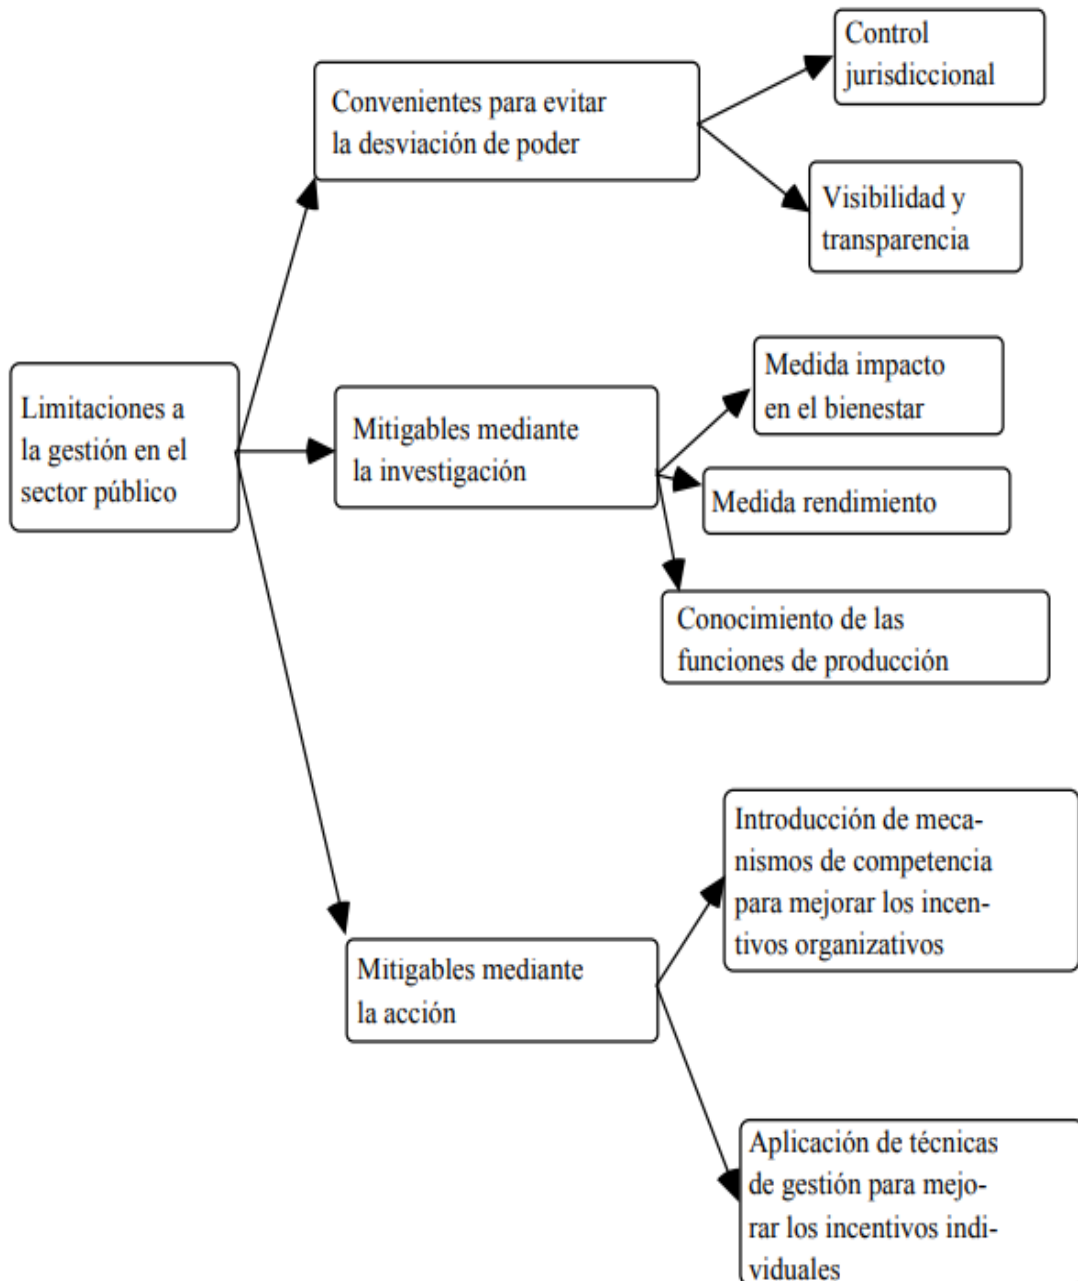 Limitaciones a
la gestión en el
sector público
Convenientes para evitar
la desviación de poder
Control
jurisdiccional
Visibilidad y
transparencia
Mitigables mediante
la investigación
Medida impacto
en el bienestar
Medida rendimiento
Conocimiento de las
funciones de producción
Mitigables mediante
la acción
Introducción de meca-
nismos de competencia
para mejorar los incen-
tivos organizativos
Aplicación de técnicas
de gestión para mejo-
rar los incentivos indi-
viduales